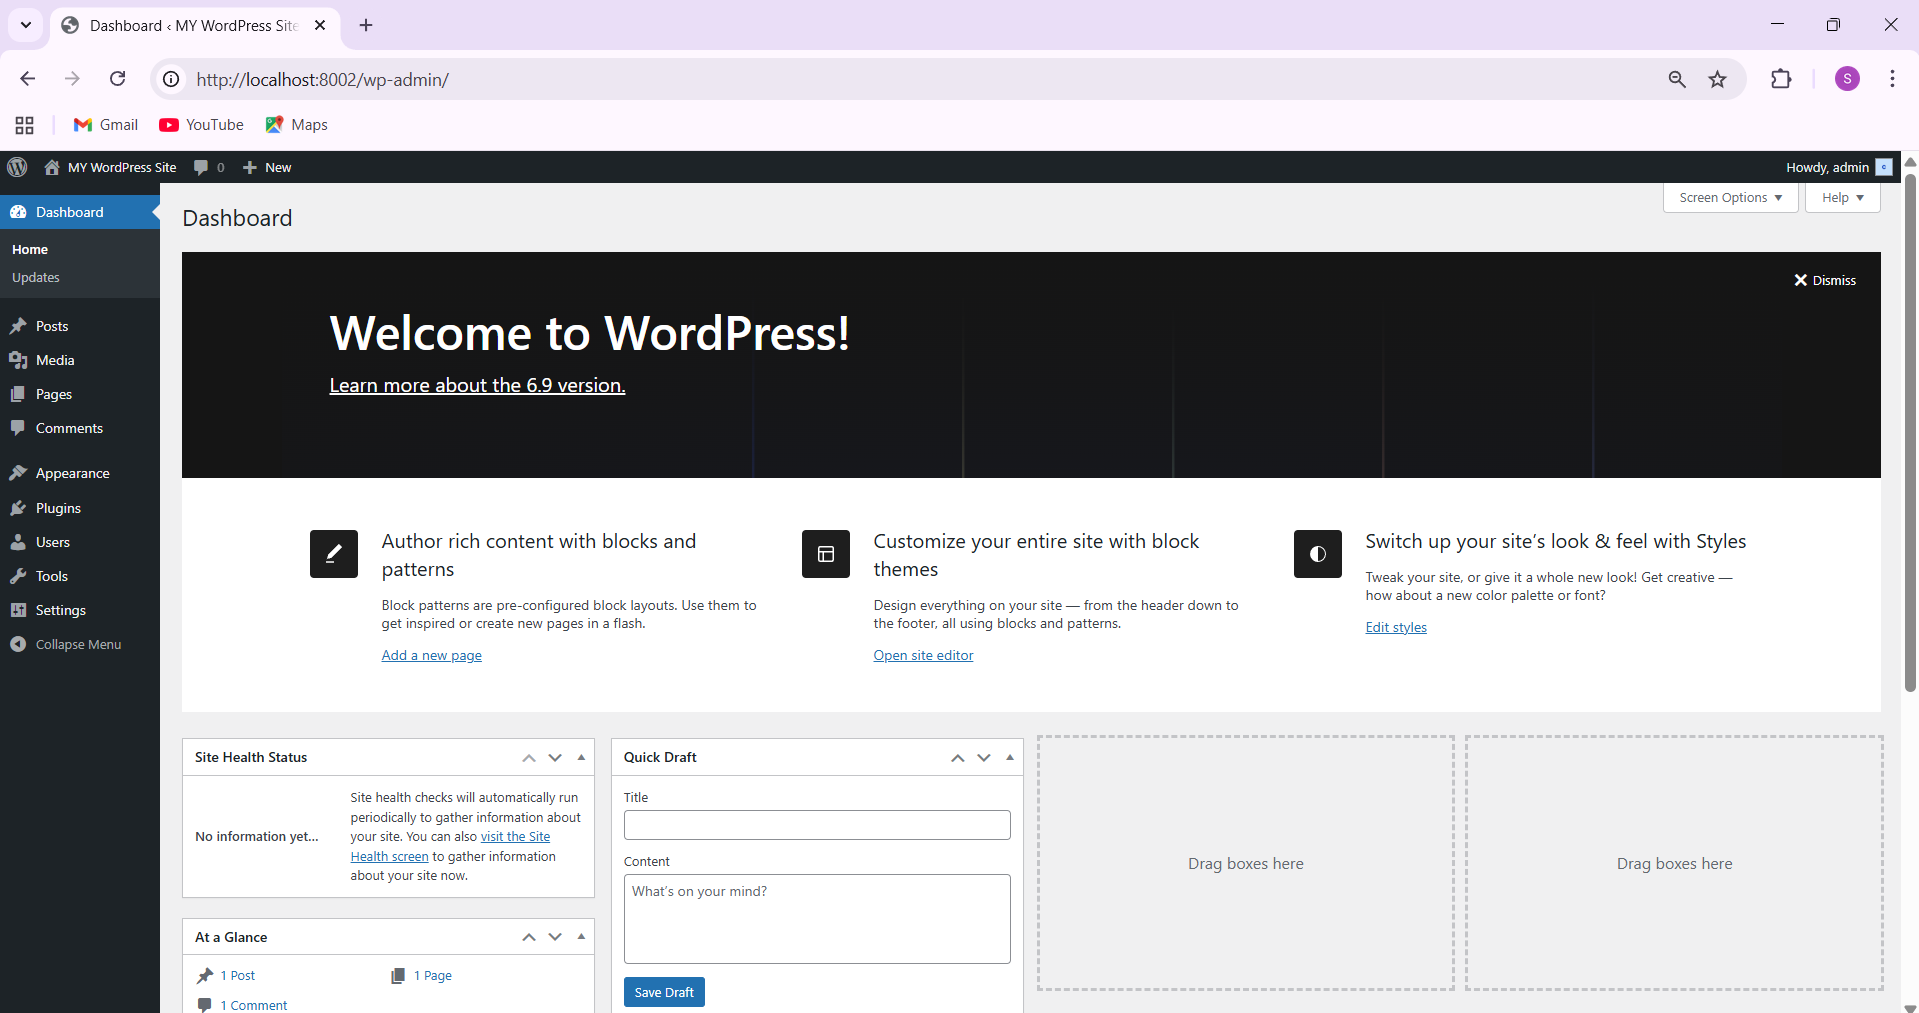 Dashboard ‹ MY WordPress Site
http://localhost:8002/wp-admin/
S
Gmail
YouTube
Maps
MY WordPress Site
0
New
Howdy, admin
Dashboard
Home
Updates
Posts
Media
Pages
Comments
Appearance
Plugins
Users
Tools
Settings
Collapse Menu
Dashboard
Screen Options
Help
Dismiss
Welcome to WordPress!
Learn more about the 6.9 version.
Author rich content with blocks and
patterns
Block patterns are pre-configured block layouts. Use them to
get inspired or create new pages in a flash.
Add a new page
Customize your entire site with block
themes
Design everything on your site — from the header down to
the footer, all using blocks and patterns.
Open site editor
Switch up your site’s look & feel with Styles
Tweak your site, or give it a whole new look! Get creative —
how about a new color palette or font?
Edit styles
Site Health Status
No information yet…
Site health checks will automatically run
periodically to gather information about
your site. You can also visit the Site
Health screen to gather information
about your site now.
At a Glance
1 Post
1 Page
1 Comment
Quick Draft
Title
Content
What’s on your mind?
Save Draft
Drag boxes here
Drag boxes here